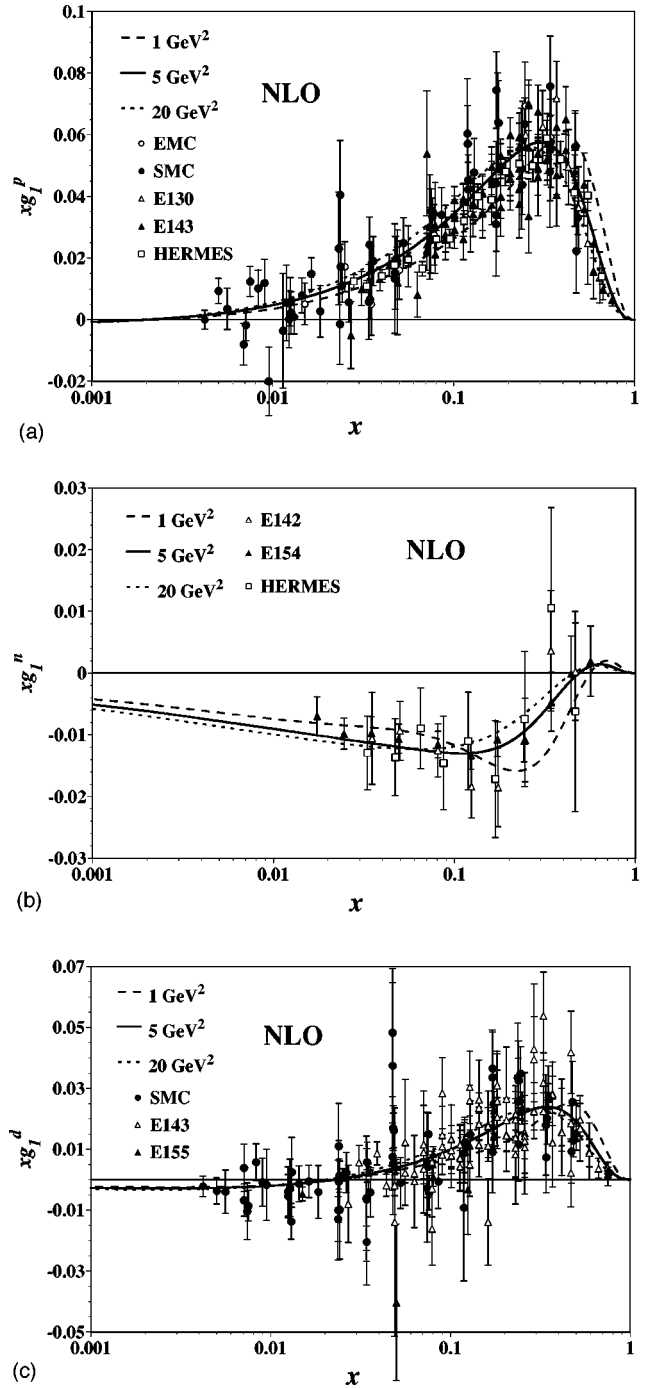 0.1
0.08
0.06
0.04
0.02
0
-0.02
xg₁ᵖ
1 GeV²
5 GeV²
20 GeV²
EMC
SMC
E130
E143
HERMES
NLO
0.001
0.01
0.1
1
x
(a)
0.03
0.02
0.01
0
-0.01
-0.02
-0.03
xg₁ⁿ
1 GeV²
5 GeV²
20 GeV²
E142
E154
HERMES
NLO
0.001
0.01
0.1
1
x
(b)
0.07
0.05
0.03
0.01
-0.01
-0.03
-0.05
xg₁ᵈ
1 GeV²
5 GeV²
20 GeV²
SMC
E143
E155
NLO
0.001
0.01
0.1
1
x
(c)